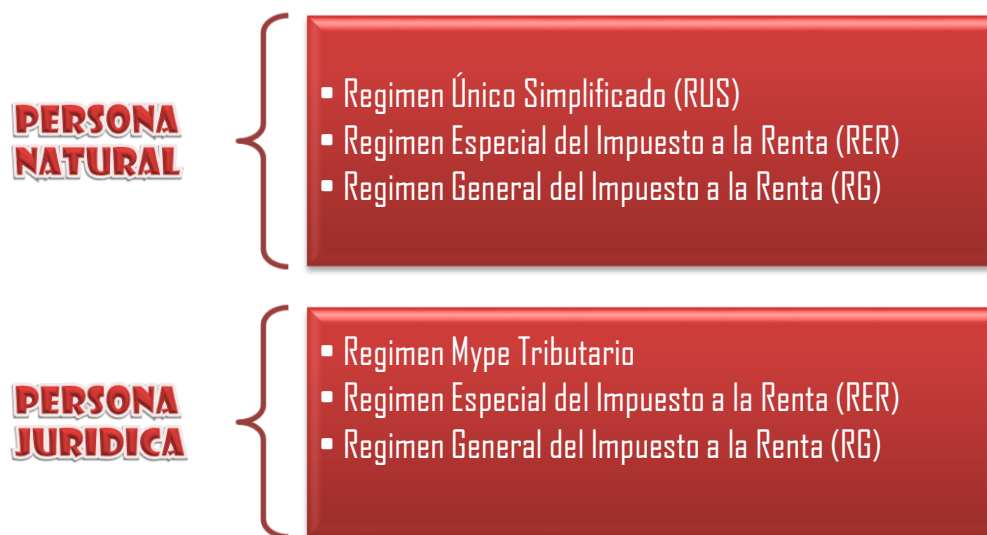 PERSONA
NATURAL
▪ Regimen Único Simplificado (RUS)
▪ Regimen Especial del Impuesto a la Renta (RER)
▪ Regimen General del Impuesto a la Renta (RG)
PERSONA
JURIDICA
▪ Regimen Mype Tributario
▪ Regimen Especial del Impuesto a la Renta (RER)
▪ Regimen General del Impuesto a la Renta (RG)